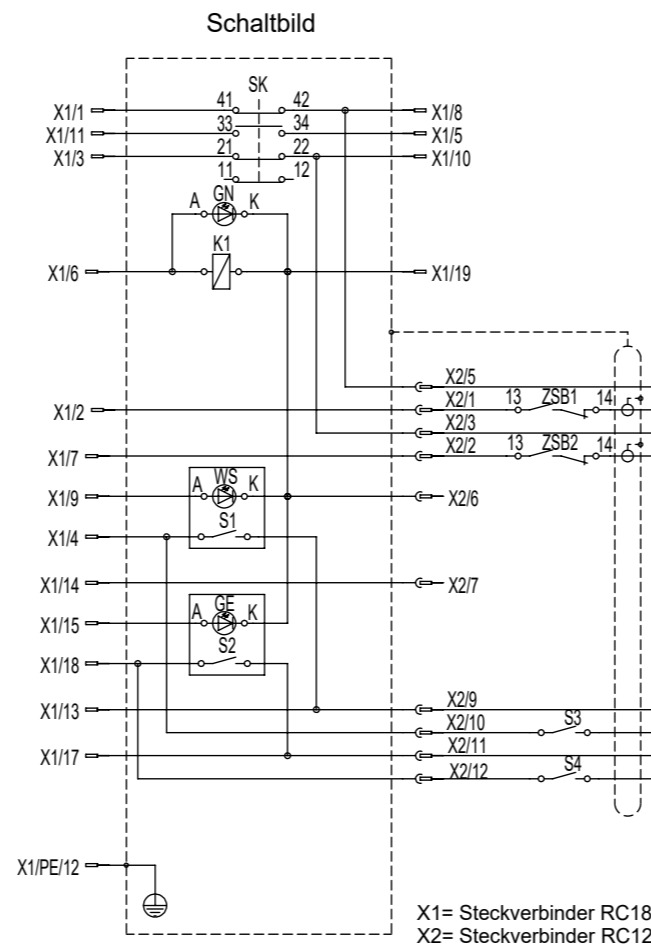 Schaltbild
SK
X1/1 41 42 X1/8
X1/11 33 34 X1/5
X1/3 21 22 X1/10
11 12
GN
A K
K1
X1/6 X1/19
X2/5
X1/2 X2/1 13 ZSB1 14
X2/3
X1/7 X2/2 13 ZSB2 14
X1/9 A WS K X2/6
S1
X1/4
X1/14 X2/7
X1/15 A GE K
S2
X1/18
X1/13 X2/9
X2/10 S3
X1/17 X2/11
X2/12 S4
X1/PE/12
X1= Steckverbinder RC18
X2= Steckverbinder RC12